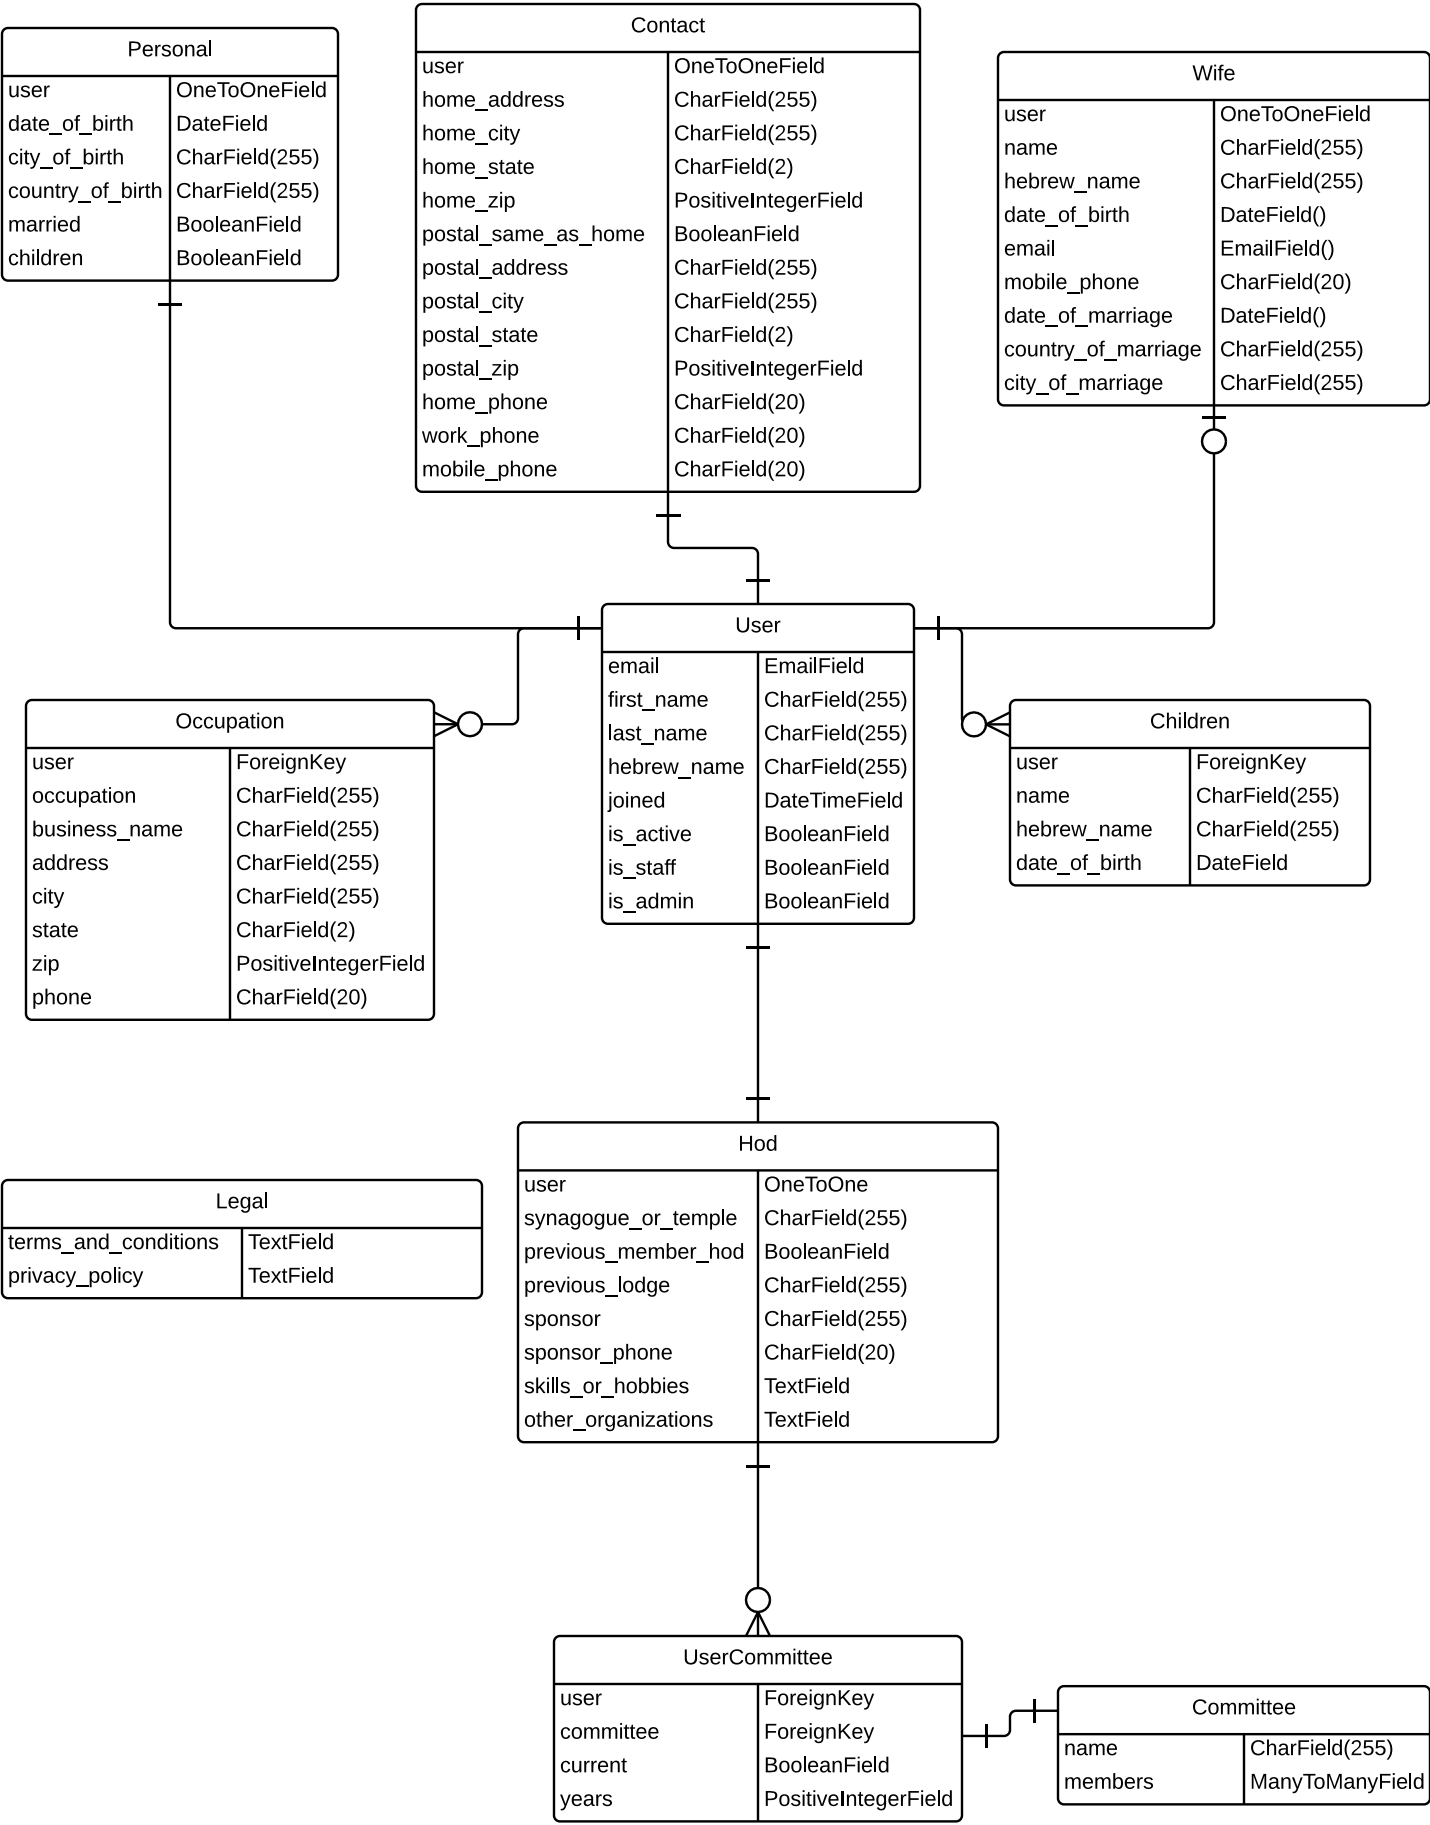 Personal
user OneToOneField
date_of_birth DateField
city_of_birth CharField(255)
country_of_birth CharField(255)
married BooleanField
children BooleanField
Contact
user OneToOneField
home_address CharField(255)
home_city CharField(255)
home_state CharField(2)
home_zip PositiveIntegerField
postal_same_as_home BooleanField
postal_address CharField(255)
postal_city CharField(255)
postal_state CharField(2)
postal_zip PositiveIntegerField
home_phone CharField(20)
work_phone CharField(20)
mobile_phone CharField(20)
Wife
user OneToOneField
name CharField(255)
hebrew_name CharField(255)
date_of_birth DateField()
email EmailField()
mobile_phone CharField(20)
date_of_marriage DateField()
country_of_marriage CharField(255)
city_of_marriage CharField(255)
User
email EmailField
first_name CharField(255)
last_name CharField(255)
hebrew_name CharField(255)
joined DateTimeField
is_active BooleanField
is_staff BooleanField
is_admin BooleanField
Occupation
user ForeignKey
occupation CharField(255)
business_name CharField(255)
address CharField(255)
city CharField(255)
state CharField(2)
zip PositiveIntegerField
phone CharField(20)
Children
user ForeignKey
name CharField(255)
hebrew_name CharField(255)
date_of_birth DateField
Hod
user OneToOne
synagogue_or_temple CharField(255)
previous_member_hod BooleanField
previous_lodge CharField(255)
sponsor CharField(255)
sponsor_phone CharField(20)
skills_or_hobbies TextField
other_organizations TextField
Legal
terms_and_conditions TextField
privacy_policy TextField
UserCommittee
user ForeignKey
committee ForeignKey
current BooleanField
years PositiveIntegerField
Committee
name CharField(255)
members ManyToManyField